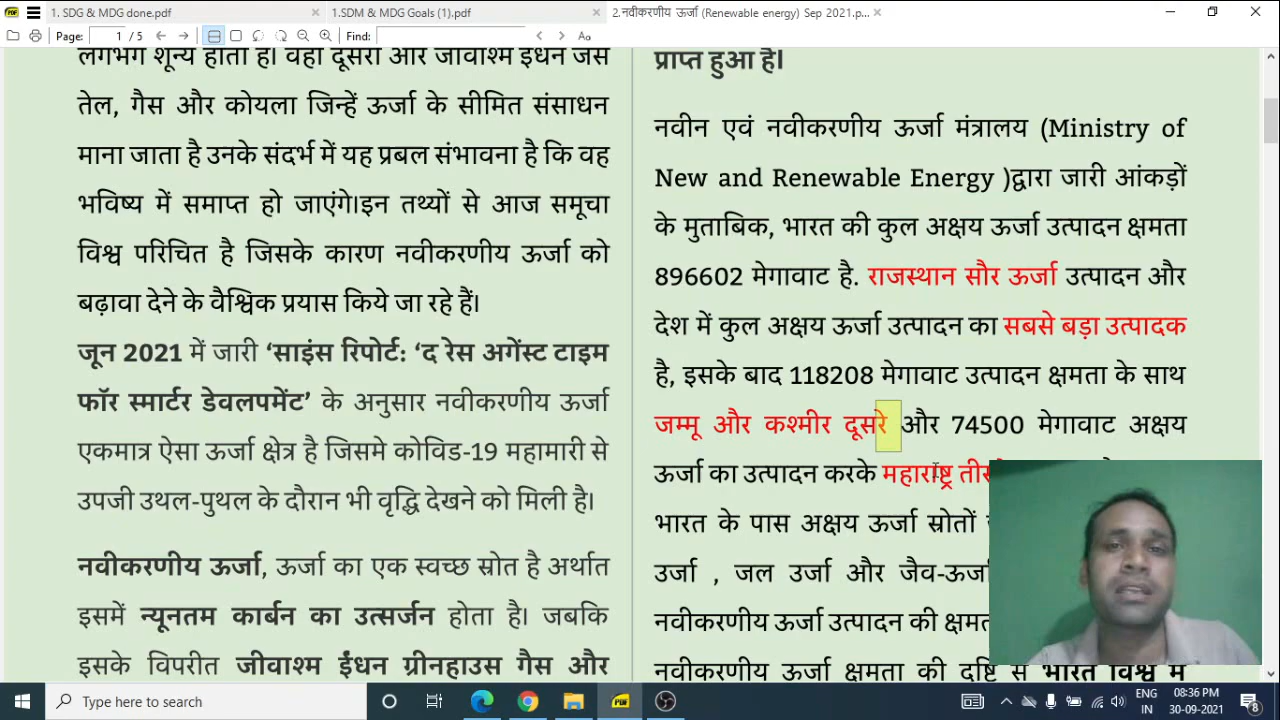 1. SDG & MDG done.pdf
1.SDM & MDG Goals (1).pdf
2.नवीकरणीय ऊर्जा (Renewable energy) Sep 2021.p...
Page: 1 / 5
Find:
Aa
लगभग शून्य होता है। वहीं दूसरी ओर जीवाश्म ईंधन जैसे
तेल, गैस और कोयला जिन्हें ऊर्जा के सीमित संसाधन
माना जाता है उनके संदर्भ में यह प्रबल संभावना है कि वह
भविष्य में समाप्त हो जाएंगे।इन तथ्यों से आज समूचा
विश्व परिचित है जिसके कारण नवीकरणीय ऊर्जा को
बढ़ावा देने के वैश्विक प्रयास किये जा रहे हैं।
जून 2021 में जारी ‘साइंस रिपोर्ट: ‘द रेस अगेंस्ट टाइम
फॉर स्मार्टर डेवलपमेंट’ के अनुसार नवीकरणीय ऊर्जा
एकमात्र ऐसा ऊर्जा क्षेत्र है जिसमे कोविड-19 महामारी से
उपजी उथल-पुथल के दौरान भी वृद्धि देखने को मिली है।
नवीकरणीय ऊर्जा, ऊर्जा का एक स्वच्छ स्रोत है अर्थात
इसमें न्यूनतम कार्बन का उत्सर्जन होता है। जबकि
इसके विपरीत जीवाश्म ईंधन ग्रीनहाउस गैस और
प्राप्त हुआ है।
नवीन एवं नवीकरणीय ऊर्जा मंत्रालय (Ministry of
New and Renewable Energy )द्वारा जारी आंकड़ों
के मुताबिक, भारत की कुल अक्षय ऊर्जा उत्पादन क्षमता
896602 मेगावाट है. राजस्थान सौर ऊर्जा उत्पादन और
देश में कुल अक्षय ऊर्जा उत्पादन का सबसे बड़ा उत्पादक
है, इसके बाद 118208 मेगावाट उत्पादन क्षमता के साथ
जम्मू और कश्मीर दूसरे और 74500 मेगावाट अक्षय
ऊर्जा का उत्पादन करके महाराष्ट्र
भारत के पास अक्षय ऊर्जा स्रोतों
उर्जा , जल उर्जा और जैव-ऊर्जा
नवीकरणीय ऊर्जा उत्पादन की
नवीकरणीय ऊर्जा क्षमता की दृष्टि से भारत विश्व में
Type here to search
ENG
IN
08:36 PM
30-09-2021
8